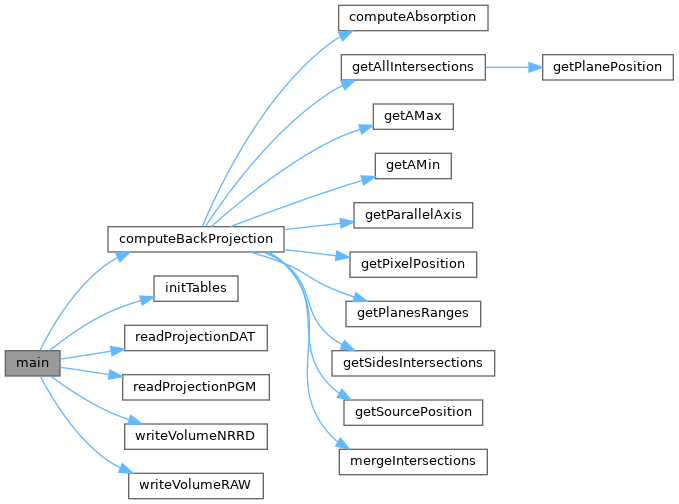 main
computeBackProjection
initTables
readProjectionDAT
readProjectionPGM
writeVolumeNRRD
writeVolumeRAW
computeAbsorption
getAllIntersections
getAMax
getAMin
getParallelAxis
getPixelPosition
getPlanesRanges
getSidesIntersections
getSourcePosition
mergeIntersections
getPlanePosition